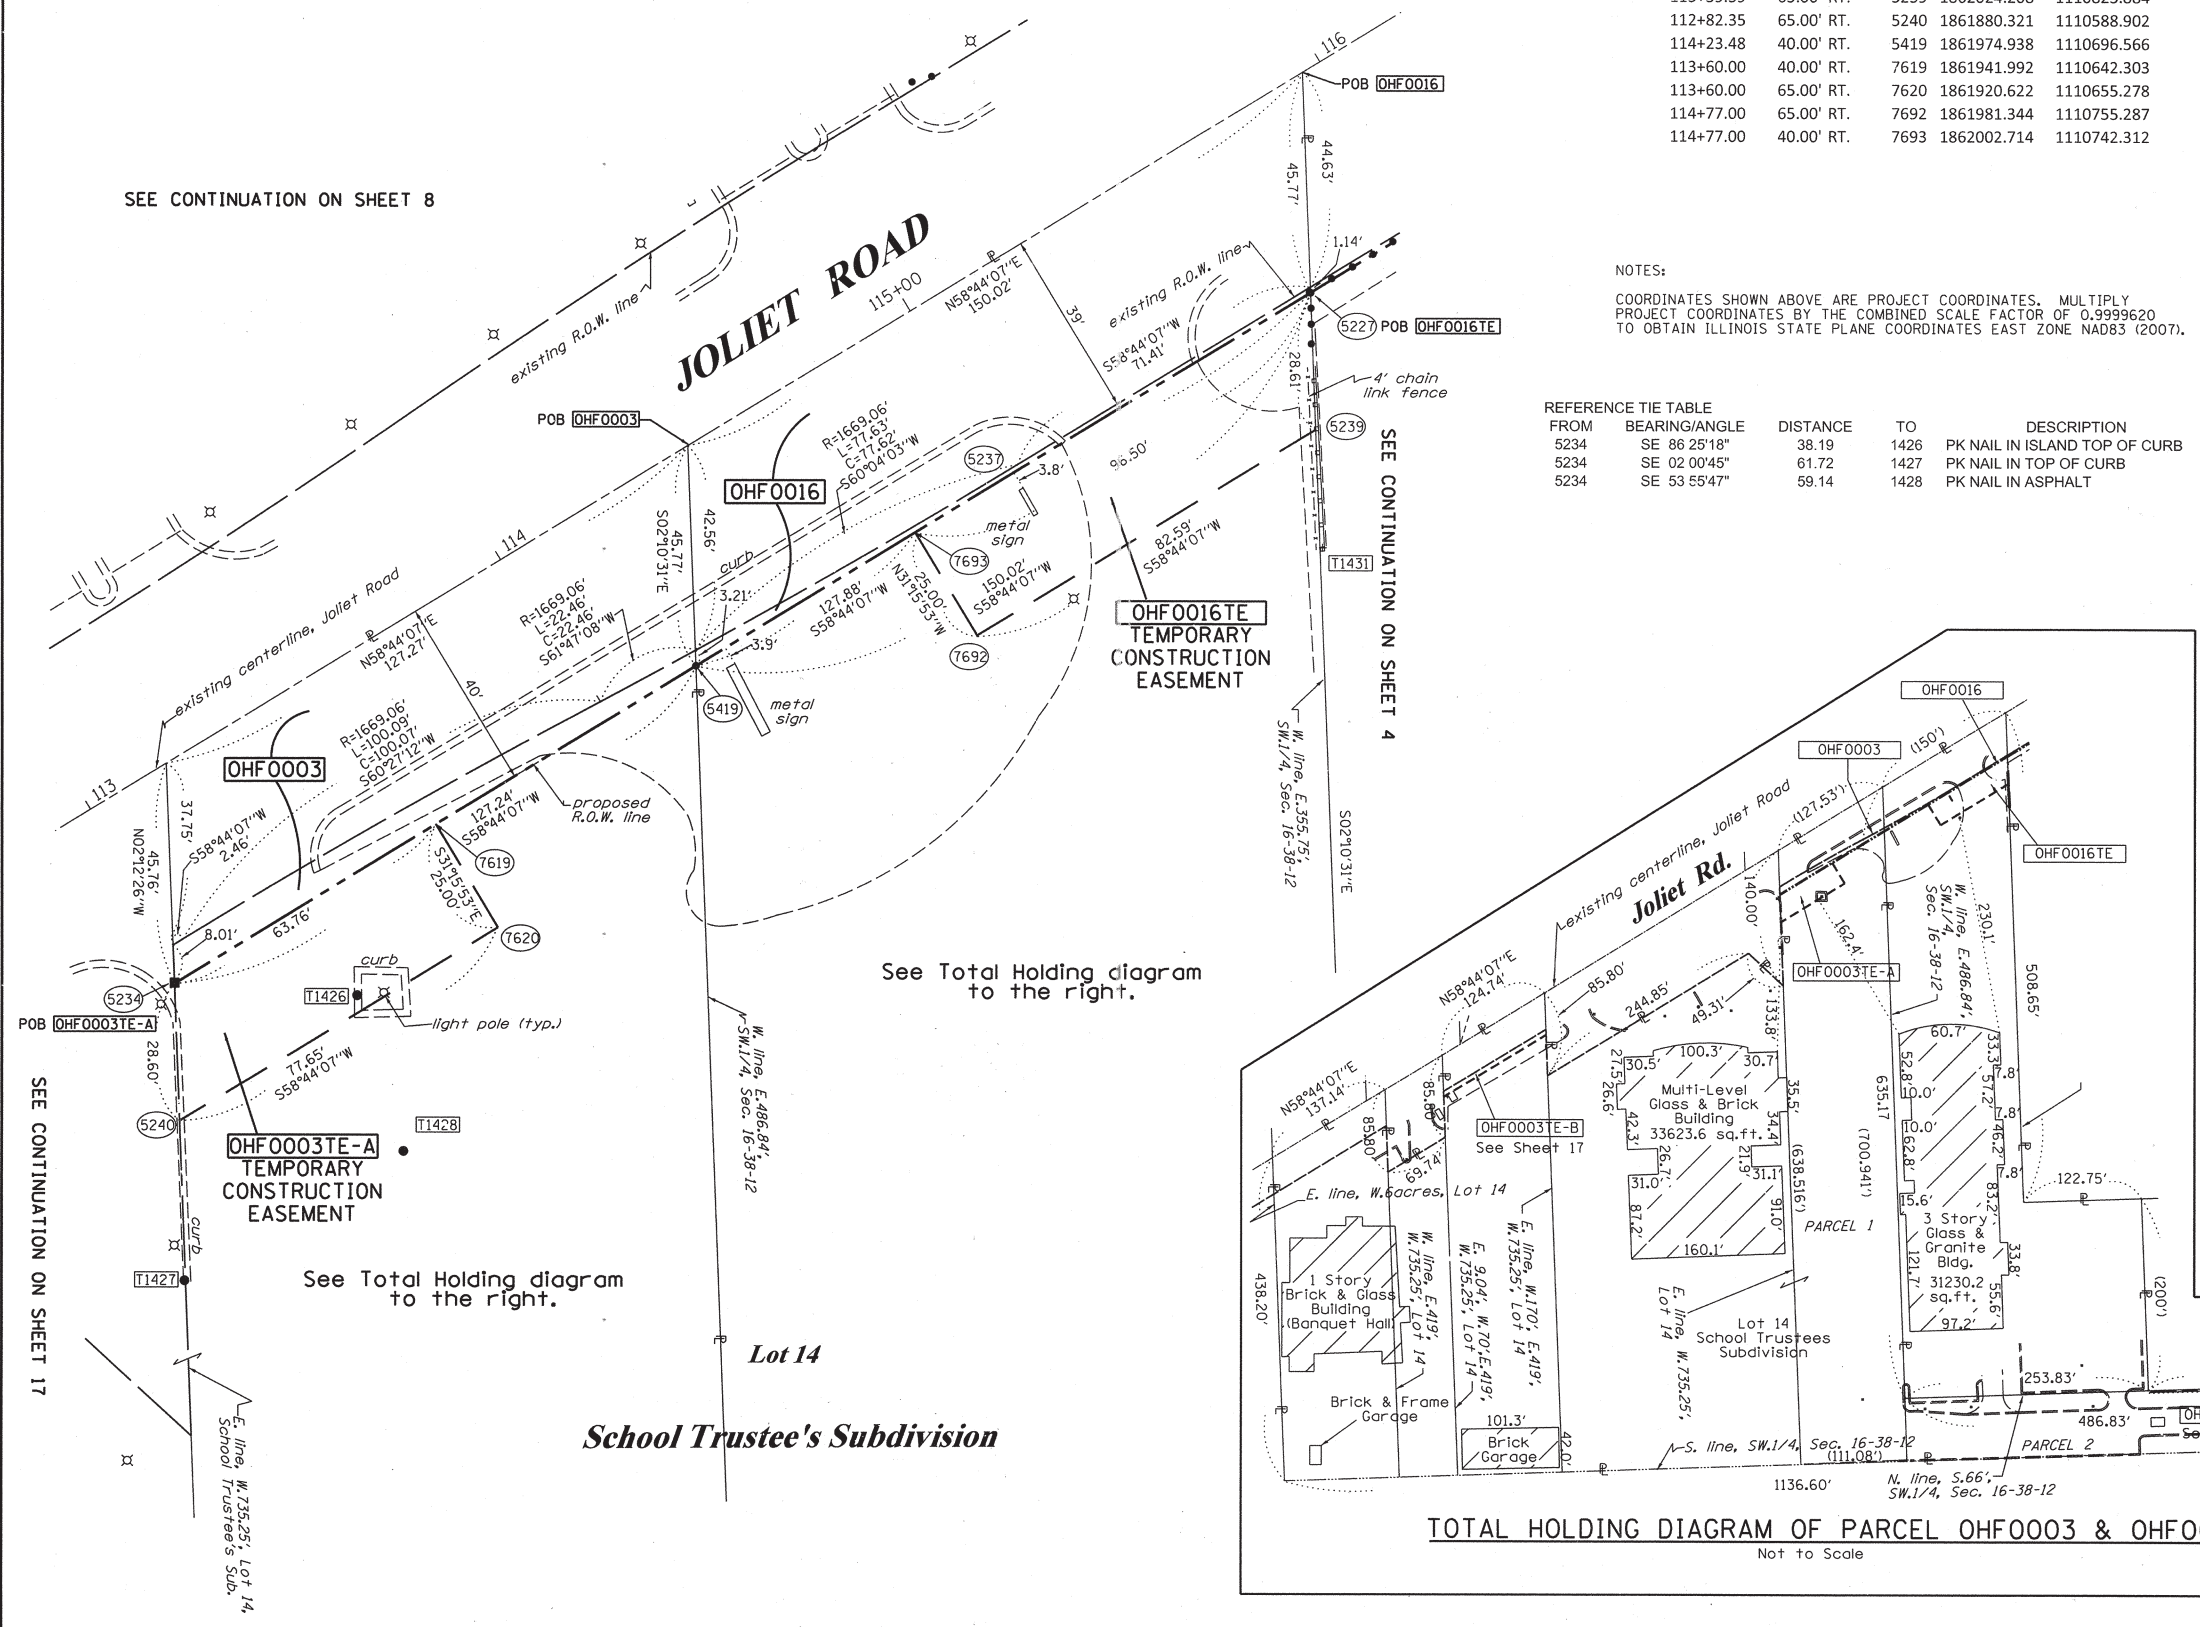 112+82.35 65.00' RT. 5240 1861880.321 1110588.902
114+23.48 40.00' RT. 5419 1861974.938 1110696.566
113+60.00 40.00' RT. 7619 1861941.992 1110642.303
113+60.00 65.00' RT. 7620 1861920.622 1110655.278
114+77.00 65.00' RT. 7692 1861981.344 1110755.287
114+77.00 40.00' RT. 7693 1862002.714 1110742.312
SEE CONTINUATION ON SHEET 8
NOTES:
COORDINATES SHOWN ABOVE ARE PROJECT COORDINATES. MULTIPLY
PROJECT COORDINATES BY THE COMBINED SCALE FACTOR OF 0.9999620
TO OBTAIN ILLINOIS STATE PLANE COORDINATES EAST ZONE NAD83 (2007).
REFERENCE TIE TABLE
FROM BEARING/ANGLE DISTANCE TO DESCRIPTION
5234 SE 86 25'18" 38.19 1426 PK NAIL IN ISLAND TOP OF CURB
5234 SE 02 00'45" 61.72 1427 PK NAIL IN TOP OF CURB
5234 SE 53 55'47" 59.14 1428 PK NAIL IN ASPHALT
116
POB OHF0016
44.63'
45.77'
1.14'
JOLIET ROAD
115+00
N58°44'07"E
150.02'
39'
existing R.O.W. line
existing R.O.W. line
S58°44'07"W
71.41'
5227
POB OHF0016TE
28.61'
4' chain
link fence
5239
SEE CONTINUATION ON SHEET 4
POB OHF0003
R=1669.06'
L=77.63'
C=77.62'
S60°04'03"W
5237
3.8'
96.50'
OHF0016
metal
sign
82.59'
S58°44'07"W
T1431
42.56'
45.77'
S02°10'31"E
curb
7693
114
3.21'
127.88'
S58°44'07"W
25.00'
N31°15'53"W
150.02'
S58°44'07"W
OHF0016TE
TEMPORARY
CONSTRUCTION
EASEMENT
7692
3.9'
R=1669.06'
L=22.46'
C=22.46'
S61°47'08"W
existing centerline, Joliet Road
N58°44'07"E
127.27'
40'
5419
metal
sign
W. line, E.355.75',
SW.1/4, Sec. 16-38-12
S02°10'31"E
R=1669.06'
L=100.09'
C=100.07'
S60°27'12"W
OHF0003
113
proposed
R.O.W. line
37.75'
45.76'
N02°12'26"W
S58°44'07"W
2.46'
127.24'
S58°44'07"W
7619
S31°15'53"E
25.00'
7620
8.01'
63.76'
5234
curb
T1426
light pole (typ.)
POB OHF0003TE-A
28.60'
77.65'
S58°44'07"W
5240
T1428
OHF0003TE-A
TEMPORARY
CONSTRUCTION
EASEMENT
See Total Holding diagram
to the right.
W. line, E.486.84',
SW.1/4, Sec. 16-38-12
SEE CONTINUATION ON SHEET 17
curb
T1427
See Total Holding diagram
to the right.
Lot 14
School Trustee's Subdivision
E. line, W.735.25', Lot 14,
School Trustee's Sub.
OHF0016
OHF0003
(150')
(127.53')
OHF0016TE
existing centerline, Joliet Road
Joliet Rd.
140.00'
162.4'
OHF0003TE-A
W. line, E.486.84',
SW.1/4,
Sec. 16-38-12
230.1'
508.65'
N58°44'07"E
124.74'
85.80'
244.85'
49.31'
133.8'
N58°44'07"E
137.14'
85.80'
85.80'
69.74'
OHF0003TE-B
See Sheet 17
27.5'
30.5'
100.3'
30.7'
26.6'
Multi-Level
Glass & Brick
Building
33623.6 sq.ft.
42.3'
35.5'
34.4'
26.7'
21.9'
31.0'
31.1'
87.2'
91.0'
160.1'
(638.516')
635.17
(700.941')
PARCEL 1
60.7'
33.3'
52.8'
7.8'
57.2'
10.0'
7.8'
10.0'
46.2'
62.8'
7.8'
15.6'
83.2'
3 Story
Glass &
Granite
Bldg.
31230.2
sq.ft.
121.7'
33.8'
55.6'
97.2'
122.75'
(200')
E. line, W.6acres, Lot 14
438.20'
1 Story
Brick & Glass
Building
(Banquet Hall)
W. line, E.419',
W.735.25', Lot 14
E. 9.04', W.70',E.419',
W.735.25', Lot 14
E. line, W.170', E.419',
W.735.25', Lot 14
E. line, W.735.25',
Lot 14
Lot 14
School Trustees
Subdivision
Brick & Frame
Garage
101.3'
Brick
Garage
42.0'
S. line, SW.1/4, Sec. 16-38-12
(111.08')
1136.60'
253.83'
486.83'
PARCEL 2
N. line, S.66',
SW.1/4, Sec. 16-38-12
TOTAL HOLDING DIAGRAM OF PARCEL OHF0003 & OHF0
Not to Scale